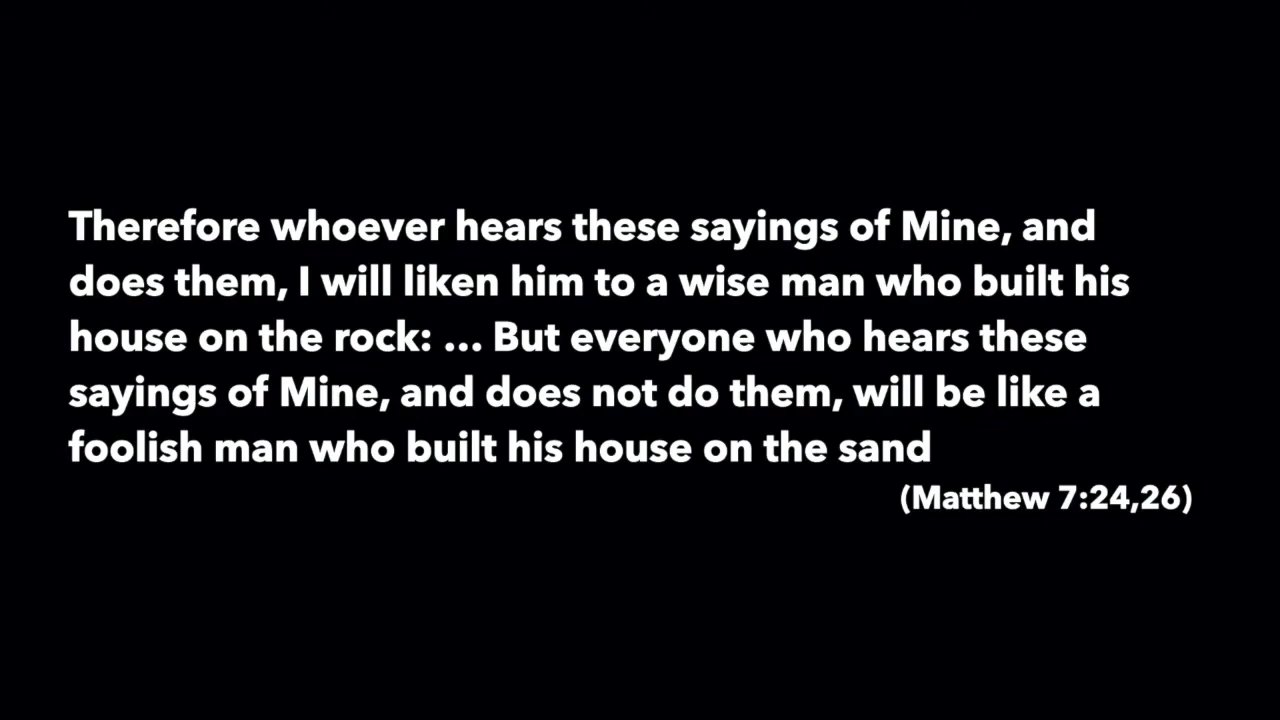 Therefore whoever hears these sayings of Mine, and
does them, I will liken him to a wise man who built his
house on the rock: ... But everyone who hears these
sayings of Mine, and does not do them, will be like a
foolish man who built his house on the sand
(Matthew 7:24,26)